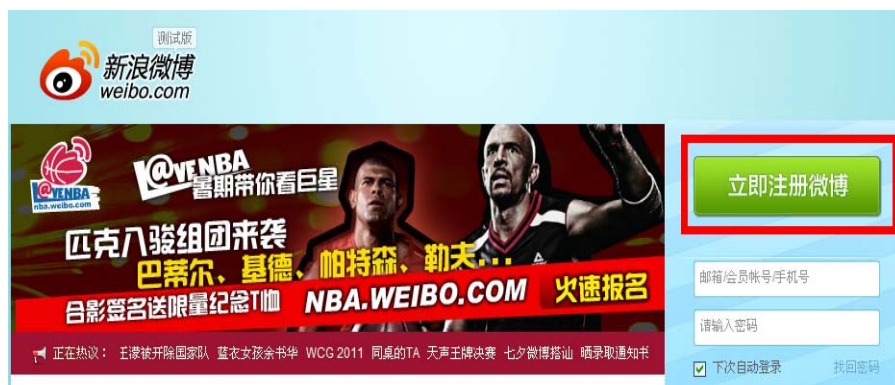 测试版
新浪微博
weibo.com
L@VENBA
nba.weibo.com
L@VENBA
暑期带你看巨星
匹克八骏组团来袭
巴蒂尔、基德、帕特森、勒夫...
合影签名送限量纪念T恤 NBA.WEIBO.COM 火速报名
正在热议： 王濛被开除国家队 蓝衣女孩余书华 WCG 2011 同桌的TA 天声王牌决赛 七夕微博搭讪 晒录取通知书
立即注册微博
邮箱/会员帐号/手机号
请输入密码
下次自动登录 找回密码